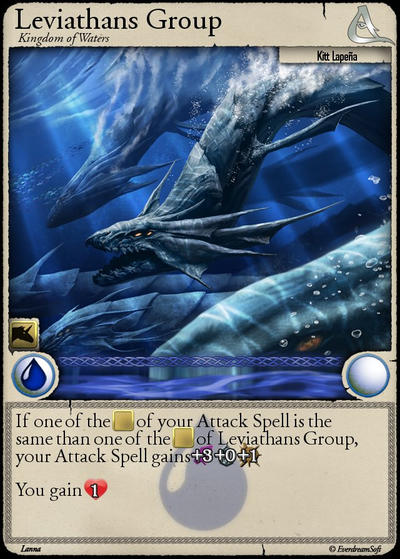 Leviathans Group
Kingdom of Waters
Kitt Lapeña
If one of the of your Attack Spell is the
same than one of the of Leviathans Group,
your Attack Spell gains +3+0+1
You gain 1
Lanna
© EverdreamSoft